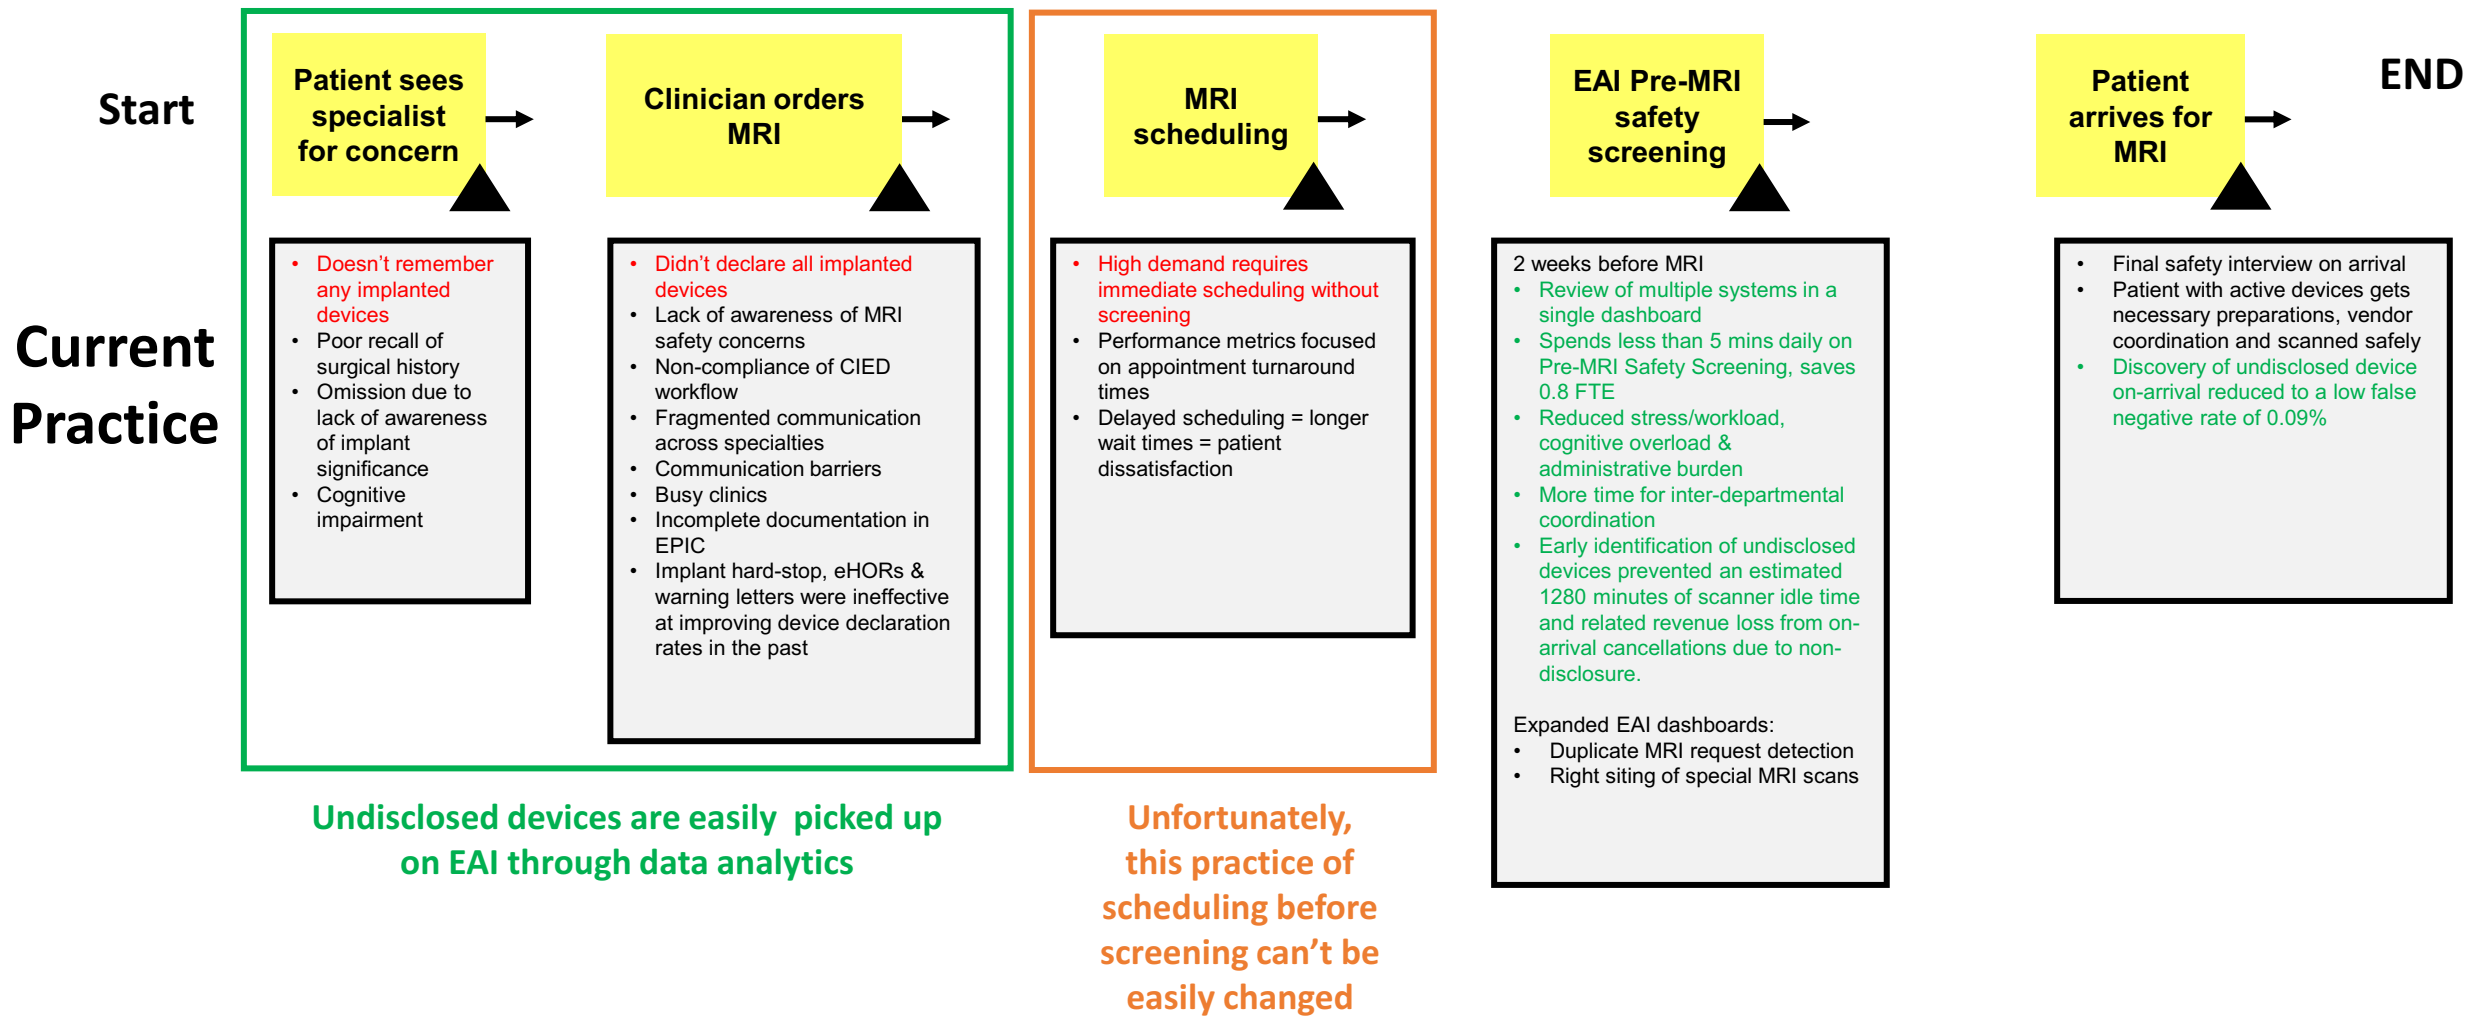 Start
Patient sees
specialist
for concern
Clinician orders
MRI
MRI
scheduling
EAI Pre-MRI
safety
screening
Patient
arrives for
MRI
END
Current
Practice
• Doesn’t remember
any implanted
devices
• Poor recall of
surgical history
• Omission due to
lack of awareness
of implant
significance
• Cognitive
impairment
• Didn’t declare all implanted
devices
• Lack of awareness of MRI
safety concerns
• Non-compliance of CIED
workflow
• Fragmented communication
across specialties
• Communication barriers
• Busy clinics
• Incomplete documentation in
EPIC
• Implant hard-stop, eHORs &
warning letters were ineffective
at improving device declaration
rates in the past
• High demand requires
immediate scheduling without
screening
• Performance metrics focused
on appointment turnaround
times
• Delayed scheduling = longer
wait times = patient
dissatisfaction
2 weeks before MRI
• Review of multiple systems in a
single dashboard
• Spends less than 5 mins daily on
Pre-MRI Safety Screening, saves
0.8 FTE
• Reduced stress/workload,
cognitive overload &
administrative burden
• More time for inter-departmental
coordination
• Early identification of undisclosed
devices prevented an estimated
1280 minutes of scanner idle time
and related revenue loss from on-
arrival cancellations due to non-
disclosure.
Expanded EAI dashboards:
• Duplicate MRI request detection
• Right siting of special MRI scans
• Final safety interview on arrival
• Patient with active devices gets
necessary preparations, vendor
coordination and scanned safely
• Discovery of undisclosed device
on-arrival reduced to a low false
negative rate of 0.09%
Undisclosed devices are easily picked up
on EAI through data analytics
Unfortunately,
this practice of
scheduling before
screening can’t be
easily changed